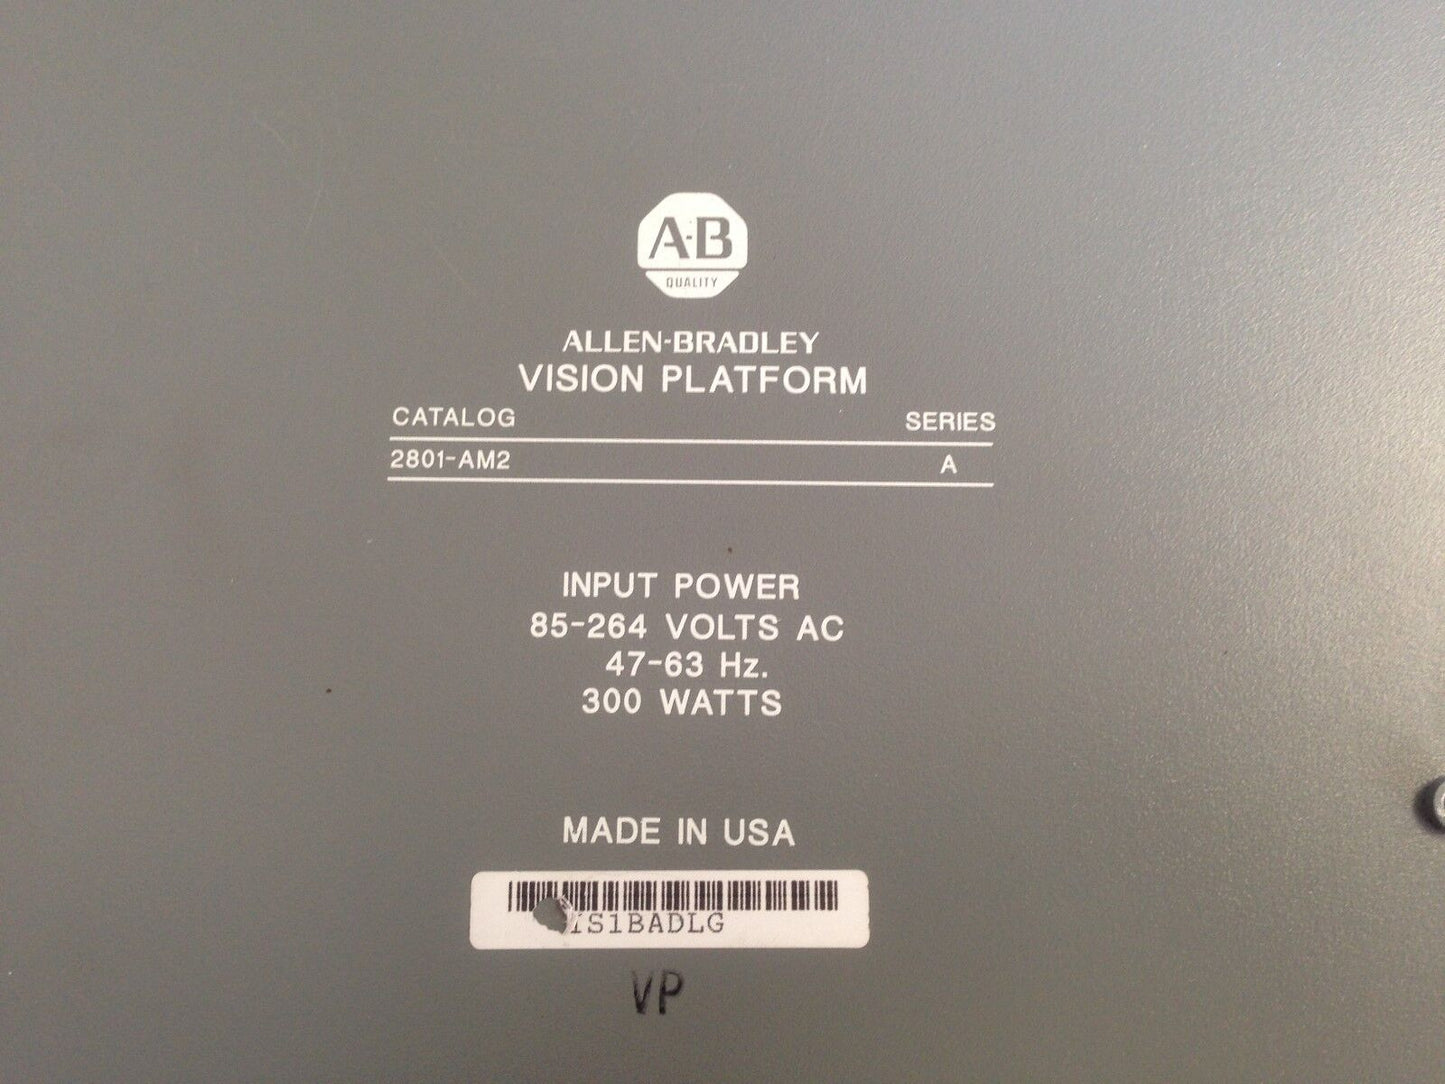 A-B
QUALITY
ALLEN-BRADLEY
VISION PLATFORM
CATALOG SERIES
2801-AM2 A
INPUT POWER
85-264 VOLTS AC
47-63 Hz.
300 WATTS
MADE IN USA
1S1BADLG
VP